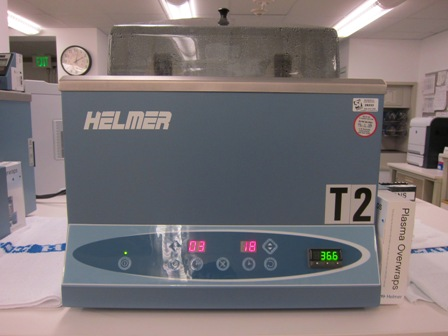 HELMER
T2
03
18
36.6
Plasma Overwraps